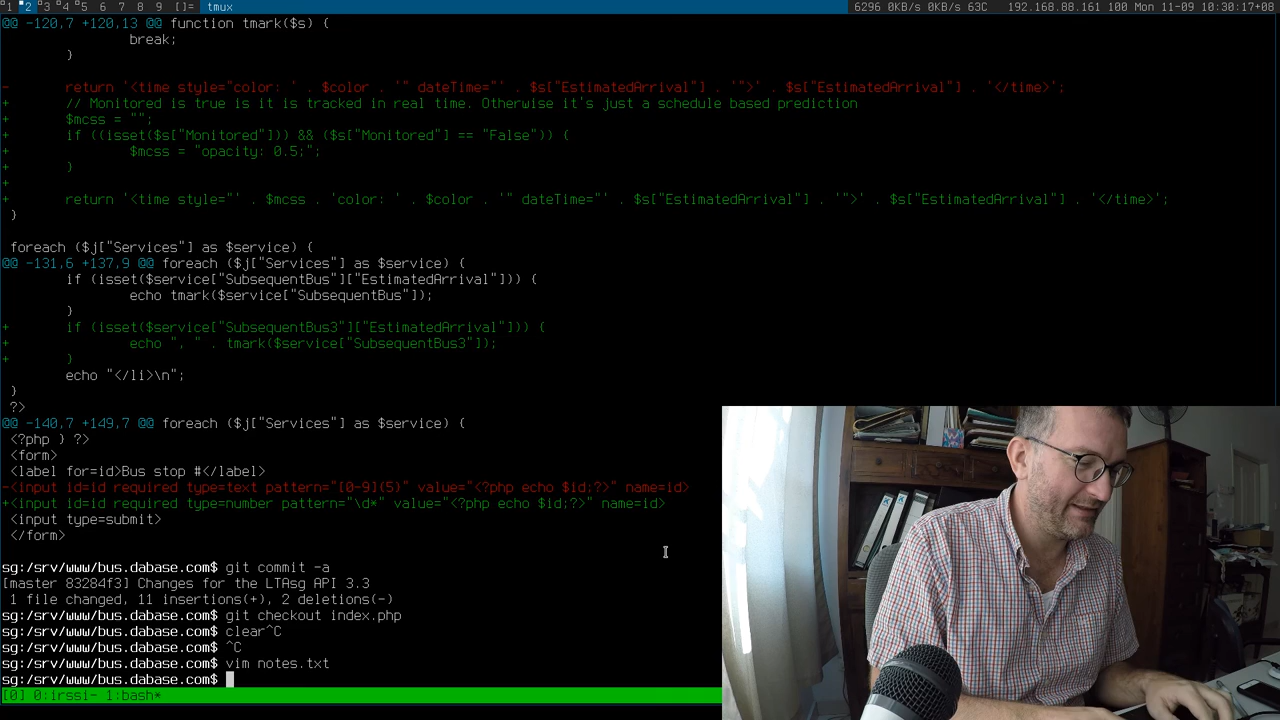 1 2 3 4 5 6 7 8 9 []= tmux 6296 0KB/s 0KB/s 63C 192.168.88.161 100 Mon 11-09 10:30:17+08
@@ -120,7 +120,13 @@ function tmark($s) {
break;
}
- return '<time style="color: ' . $color . '" dateTime="' . $s["EstimatedArrival"] . '">' . $s["EstimatedArrival"] . '</time>';
+ // Monitored is true is it is tracked in real time. Otherwise it's just a schedule based prediction
+ $mcss = "";
+ if ((isset($s["Monitored"])) && ($s["Monitored"] == "False")) {
+ $mcss = "opacity: 0.5;";
+ }
+
+ return '<time style="' . $mcss . 'color: ' . $color . '" dateTime="' . $s["EstimatedArrival"] . '">' . $s["EstimatedArrival"] . '</time>';
}
foreach ($j["Services"] as $service) {
@@ -131,6 +137,9 @@ foreach ($j["Services"] as $service) {
if (isset($service["SubsequentBus"]["EstimatedArrival"])) {
echo tmark($service["SubsequentBus"]);
}
+ if (isset($service["SubsequentBus3"]["EstimatedArrival"])) {
+ echo ", " . tmark($service["SubsequentBus3"]);
+ }
echo "</li>\n";
}
?>
@@ -140,7 +149,7 @@ foreach ($j["Services"] as $service) {
<?php } ?>
<form>
<label for=id>Bus stop #</label>
-<input id=id required type=text pattern="[0-9]{5}" value="<?php echo $id;?>" name=id>
+<input id=id required type=number pattern="\d*" value="<?php echo $id;?>" name=id>
<input type=submit>
</form>
sg:/srv/www/bus.dabase.com$ git commit -a
[master 83284f3] Changes for the LTAsg API 3.3
1 file changed, 11 insertions(+), 2 deletions(-)
sg:/srv/www/bus.dabase.com$ git checkout index.php
sg:/srv/www/bus.dabase.com$ clear^C
sg:/srv/www/bus.dabase.com$ ^C
sg:/srv/www/bus.dabase.com$ vim notes.txt
sg:/srv/www/bus.dabase.com$
[0] 0:irssi- 1:bash*